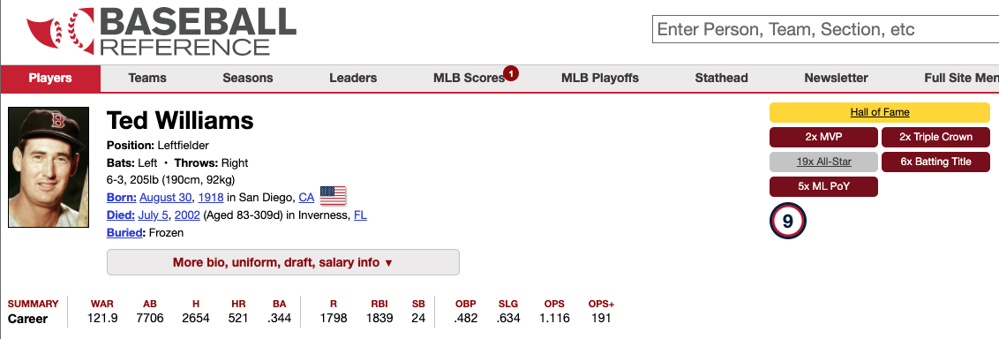 BASEBALL
REFERENCE
Enter Person, Team, Section, etc
Players Teams Seasons Leaders MLB Scores 1 MLB Playoffs Stathead Newsletter Full Site Men
B
Ted Williams
Position: Leftfielder
Bats: Left • Throws: Right
6-3, 205lb (190cm, 92kg)
Born: August 30, 1918 in San Diego, CA
Died: July 5, 2002 (Aged 83-309d) in Inverness, FL
Buried: Frozen
More bio, uniform, draft, salary info ▼
Hall of Fame
2x MVP 2x Triple Crown
19x All-Star 6x Batting Title
5x ML PoY
9
SUMMARY WAR AB H HR BA R RBI SB OBP SLG OPS OPS+
Career 121.9 7706 2654 521 .344 1798 1839 24 .482 .634 1.116 191